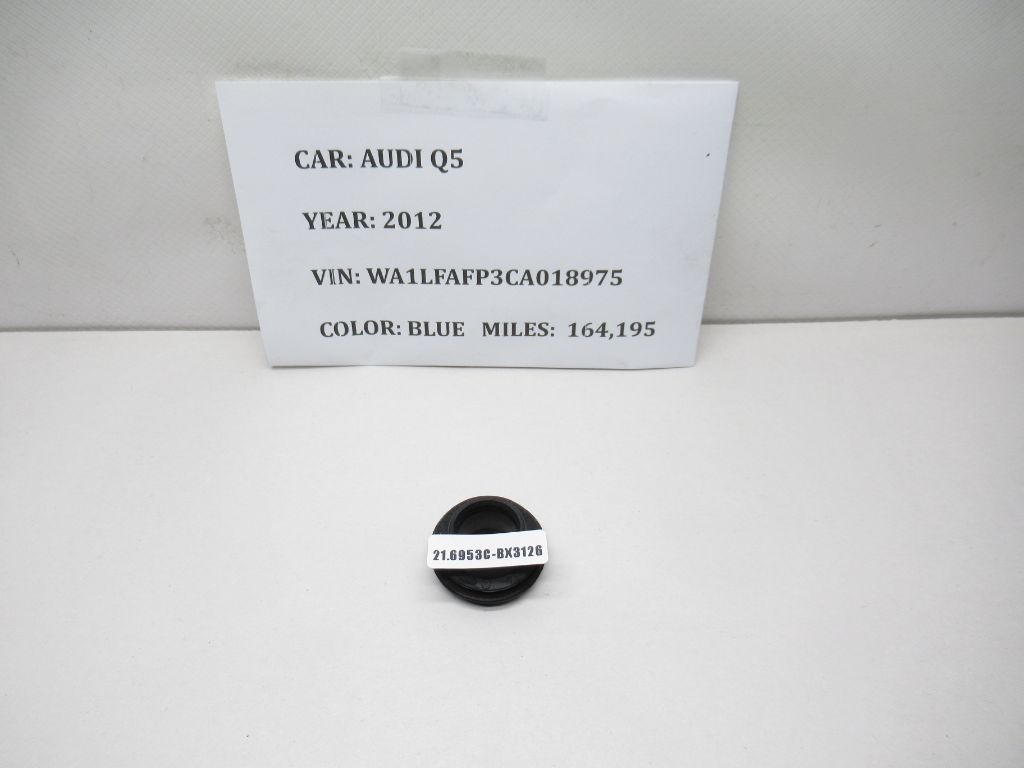 CAR: AUDI Q5
YEAR: 2012
VIN: WA1LFAFP3CA018975
COLOR: BLUE MILES: 164,195
21.6953C-BX3126